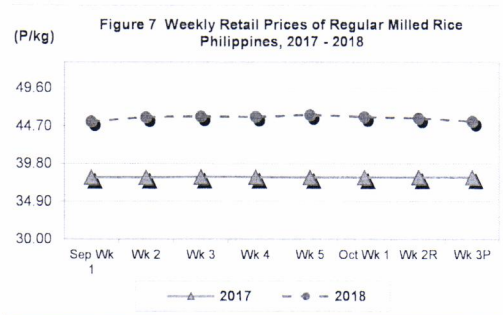 Figure 7 Weekly Retail Prices of Regular Milled Rice
Philippines, 2017 - 2018
(P/kg)
49.60
44.70
39.80
34.90
30.00
Sep Wk 1 Wk 2 Wk 3 Wk 4 Wk 5 Oct Wk 1 Wk 2R Wk 3P
2017 2018